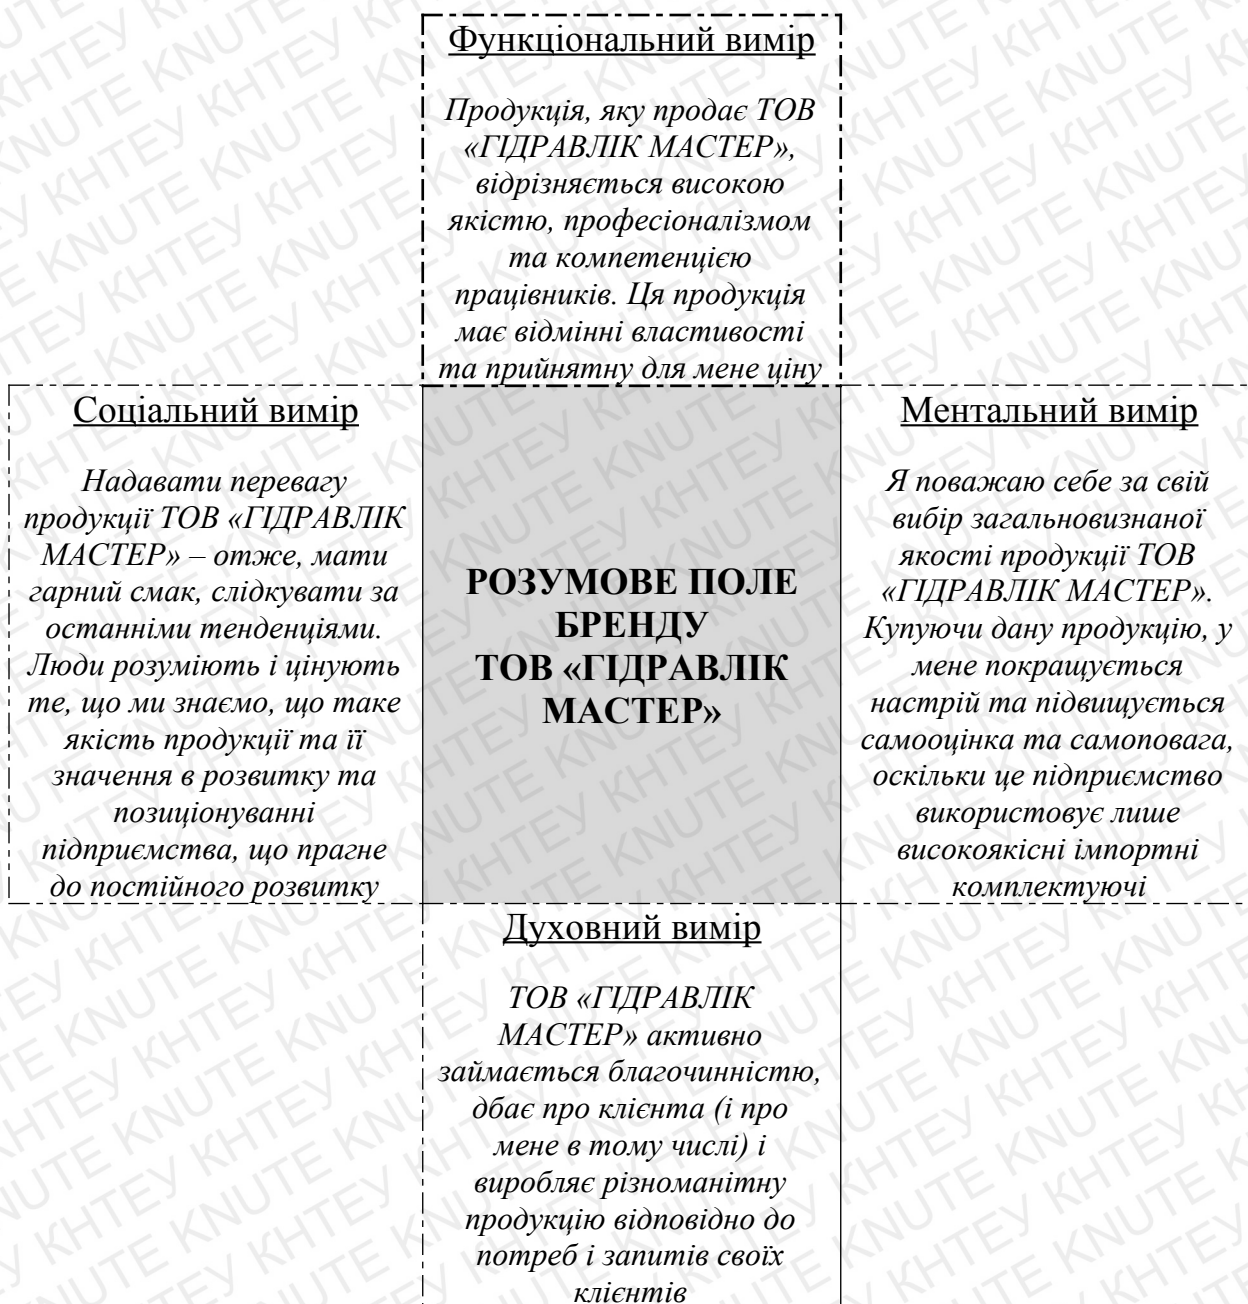 Функціональний вимір
Продукція, яку продає ТОВ
«ГІДРАВЛІК МАСТЕР»,
відрізняється високою
якістю, професіоналізмом
та компетенцією
працівників. Ця продукція
має відмінні властивості
та прийнятну для мене ціну
Соціальний вимір
Надавати перевагу
продукції ТОВ «ГІДРАВЛІК
МАСТЕР» – отже, мати
гарний смак, слідкувати за
останніми тенденціями.
Люди розуміють і цінують
те, що ми знаємо, що таке
якість продукції та її
значення в розвитку та
позиціонуванні
підприємства, що прагне
до постійного розвитку
РОЗУМОВЕ ПОЛЕ
БРЕНДУ
ТОВ «ГІДРАВЛІК
МАСТЕР»
Ментальний вимір
Я поважаю себе за свій
вибір загальновизнаної
якості продукції ТОВ
«ГІДРАВЛІК МАСТЕР».
Купуючи дану продукцію, у
мене покращується
настрій та підвищується
самооцінка та самоповага,
оскільки це підприємство
використовує лише
високоякісні імпортні
комплектуючі
Духовний вимір
ТОВ «ГІДРАВЛІК
МАСТЕР» активно
займається благочинністю,
дбає про клієнта (і про
мене в тому числі) і
виробляє різноманітну
продукцію відповідно до
потреб і запитів своїх
клієнтів